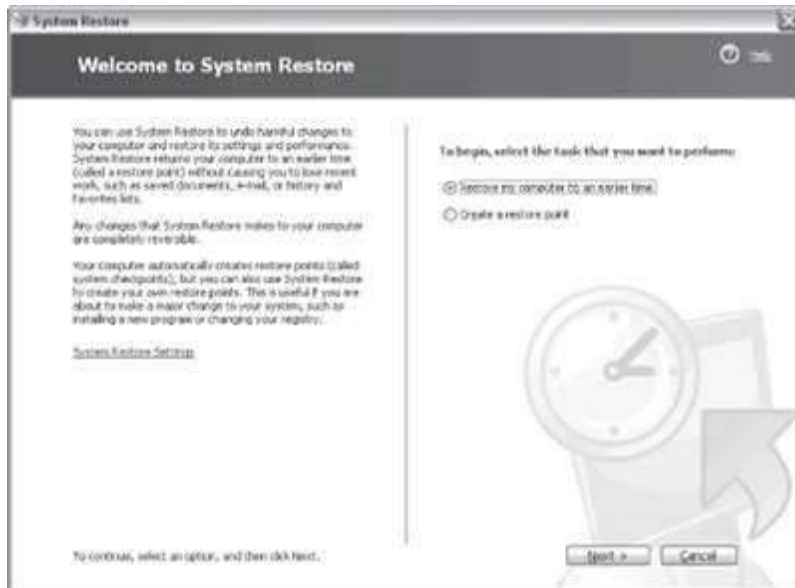 System Restore
Welcome to System Restore
Help
You can use System Restore to undo harmful changes to
your computer and restore its settings and performance.
System Restore returns your computer to an earlier time
(called a restore point) without causing you to lose recent
work, such as saved documents, e-mail, or history and
favorites lists.
Any changes that System Restore makes to your computer
are completely reversible.
Your computer automatically creates restore points (called
system checkpoints), but you can also use System Restore
to create your own restore points. This is useful if you are
about to make a major change to your system, such as
installing a new program or changing your registry.
System Restore Settings
To begin, select the task that you want to perform:
Restore my computer to an earlier time
Create a restore point
To continue, select an option, and then click Next.
Next >
Cancel